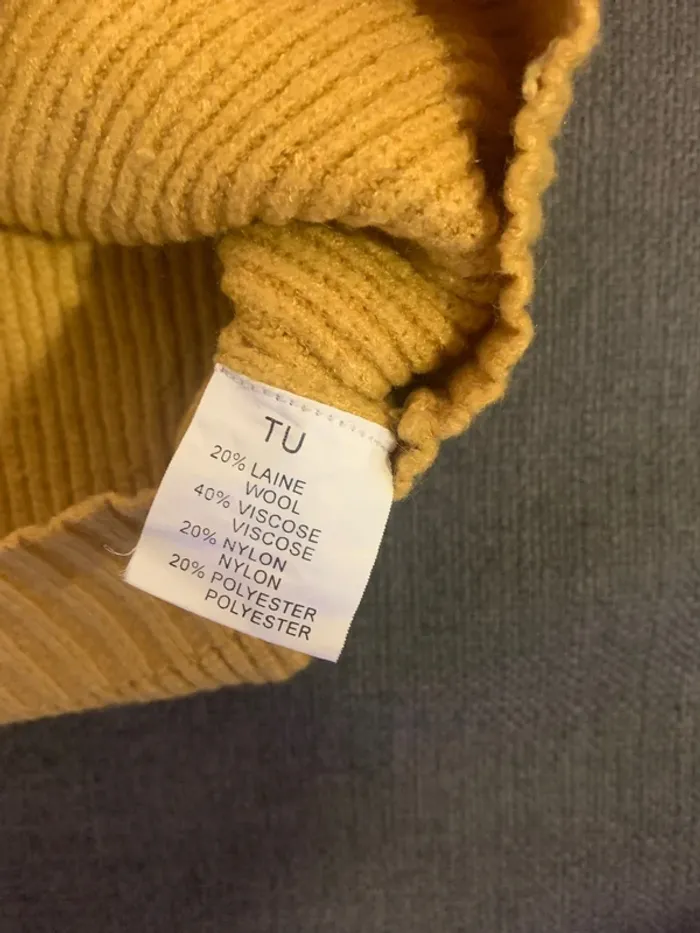 TU
20% LAINE
WOOL
40% VISCOSE
VISCOSE
20% NYLON
NYLON
20% POLYESTER
POLYESTER